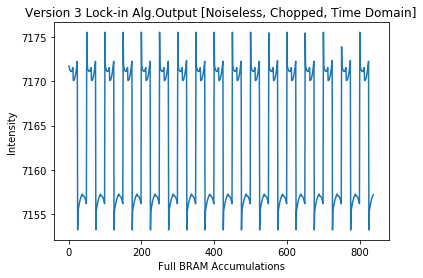 Version 3 Lock-in Alg.Output [Noiseless, Chopped, Time Domain]
7175
7170
7165
7160
7155
Intensity
0 200 400 600 800
Full BRAM Accumulations